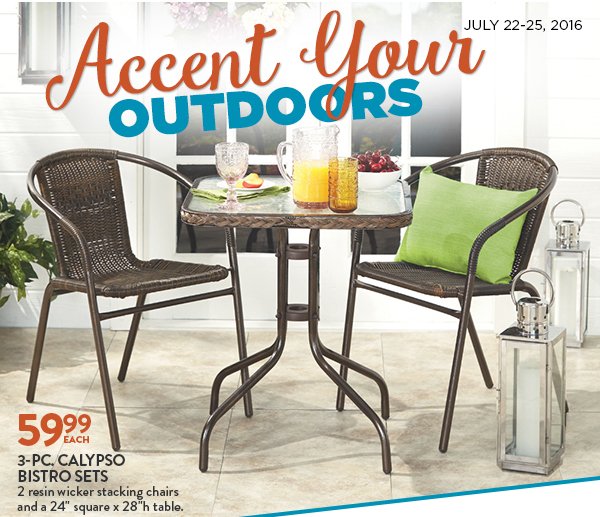 JULY 22-25, 2016
Accent Your
OUTDOORS
59.99
EACH
3-PC. CALYPSO
BISTRO SETS
2 resin wicker stacking chairs
and a 24" square x 28"h table.